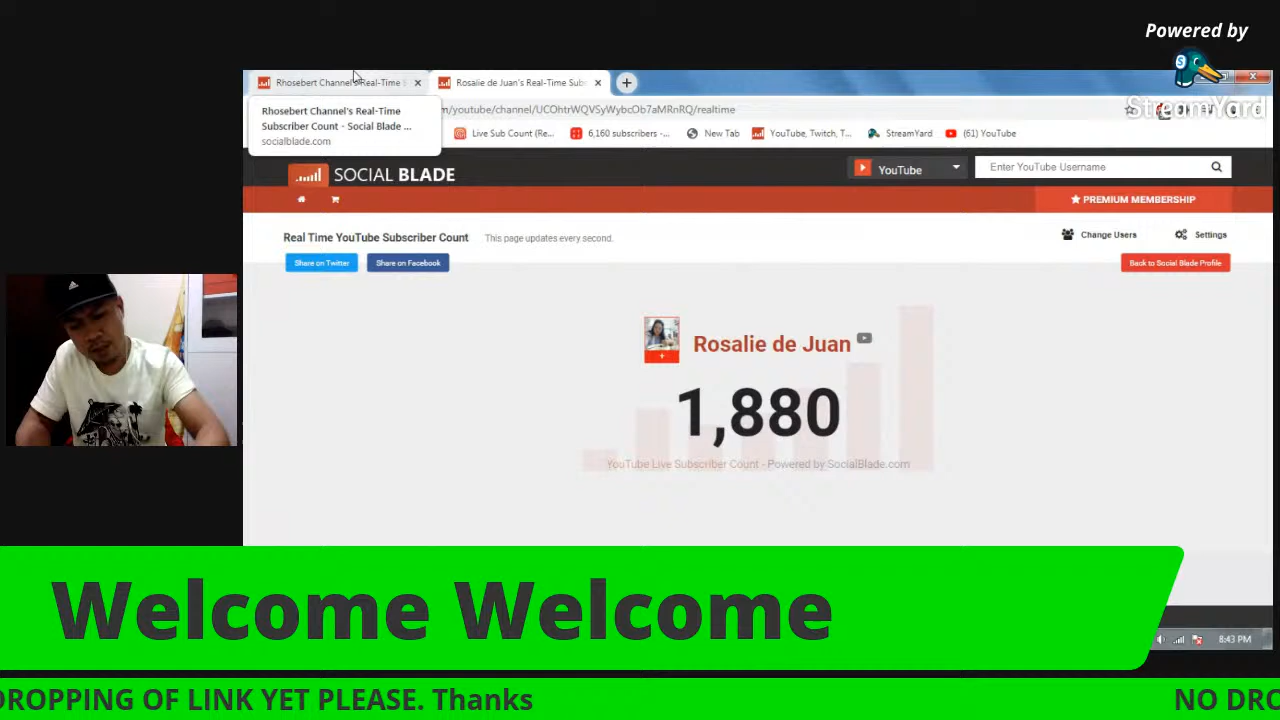 Powered by
StreamYard
Rhosebert Channel's Real-Time
Rosalie de Juan's Real-Time Sub
Rhosebert Channel's Real-Time
Subscriber Count - Social Blade ...
socialblade.com
m/youtube/channel/UCOhtrWQVSyWybcOb7aMRnRQ/realtime
Live Sub Count (Re...
6,160 subscribers -...
New Tab
YouTube, Twitch, T...
StreamYard
(61) YouTube
SOCIAL BLADE
YouTube
Enter YouTube Username
PREMIUM MEMBERSHIP
Real Time YouTube Subscriber Count
This page updates every second.
Change Users
Settings
Share on Twitter
Share on Facebook
Back to Social Blade Profile
Rosalie de Juan
1,880
YouTube Live Subscriber Count - Powered by SocialBlade.com
Welcome Welcome
8:43 PM
DROPPING OF LINK YET PLEASE. Thanks
NO DRO